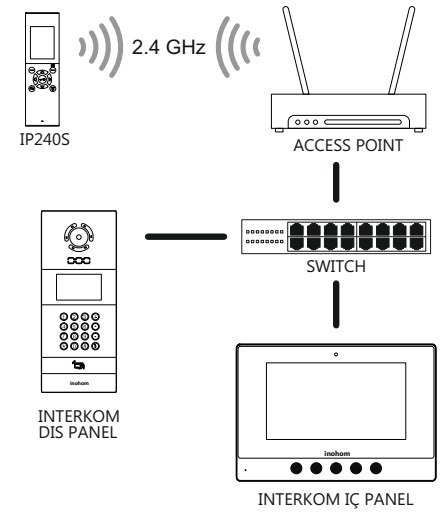 2.4 GHz
IP240S
ACCESS POINT
SWITCH
inohom
INTERKOM
DIS PANEL
inohom
INTERKOM IÇ PANEL